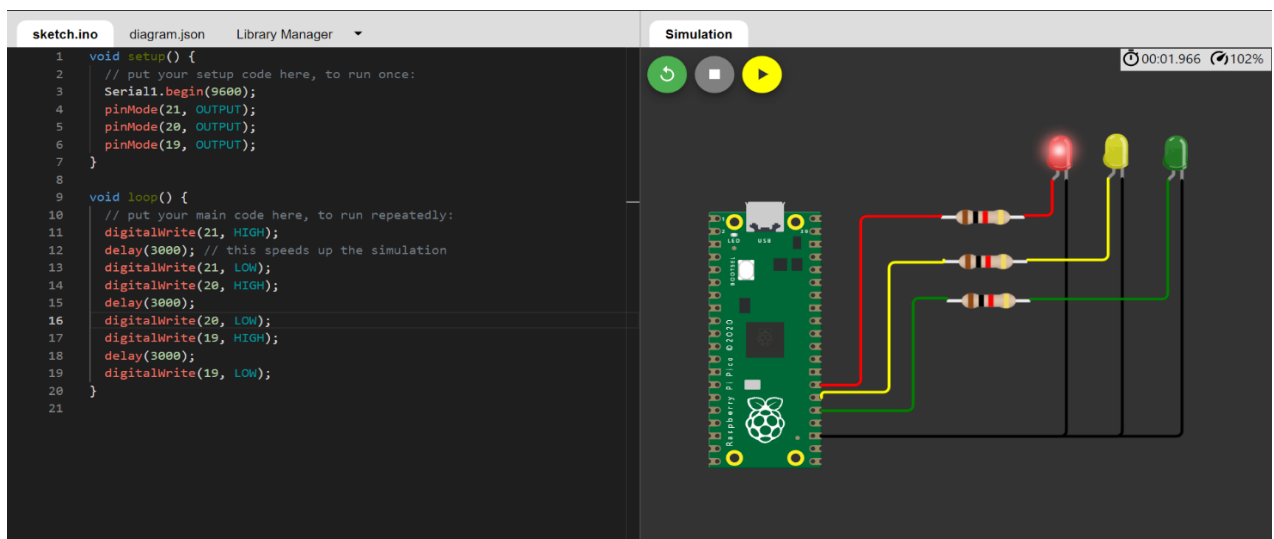 sketch.ino diagram.json Library Manager
1 void setup() {
2 // put your setup code here, to run once:
3 Serial1.begin(9600);
4 pinMode(21, OUTPUT);
5 pinMode(20, OUTPUT);
6 pinMode(19, OUTPUT);
7 }
8
9 void loop() {
10 // put your main code here, to run repeatedly:
11 digitalWrite(21, HIGH);
12 delay(3000); // this speeds up the simulation
13 digitalWrite(21, LOW);
14 digitalWrite(20, HIGH);
15 delay(3000);
16 digitalWrite(20, LOW);
17 digitalWrite(19, HIGH);
18 delay(3000);
19 digitalWrite(19, LOW);
20 }
21
Simulation
00:01.966 102%
LED USB
BOOTSEL
Raspberry Pi Pico ©2020